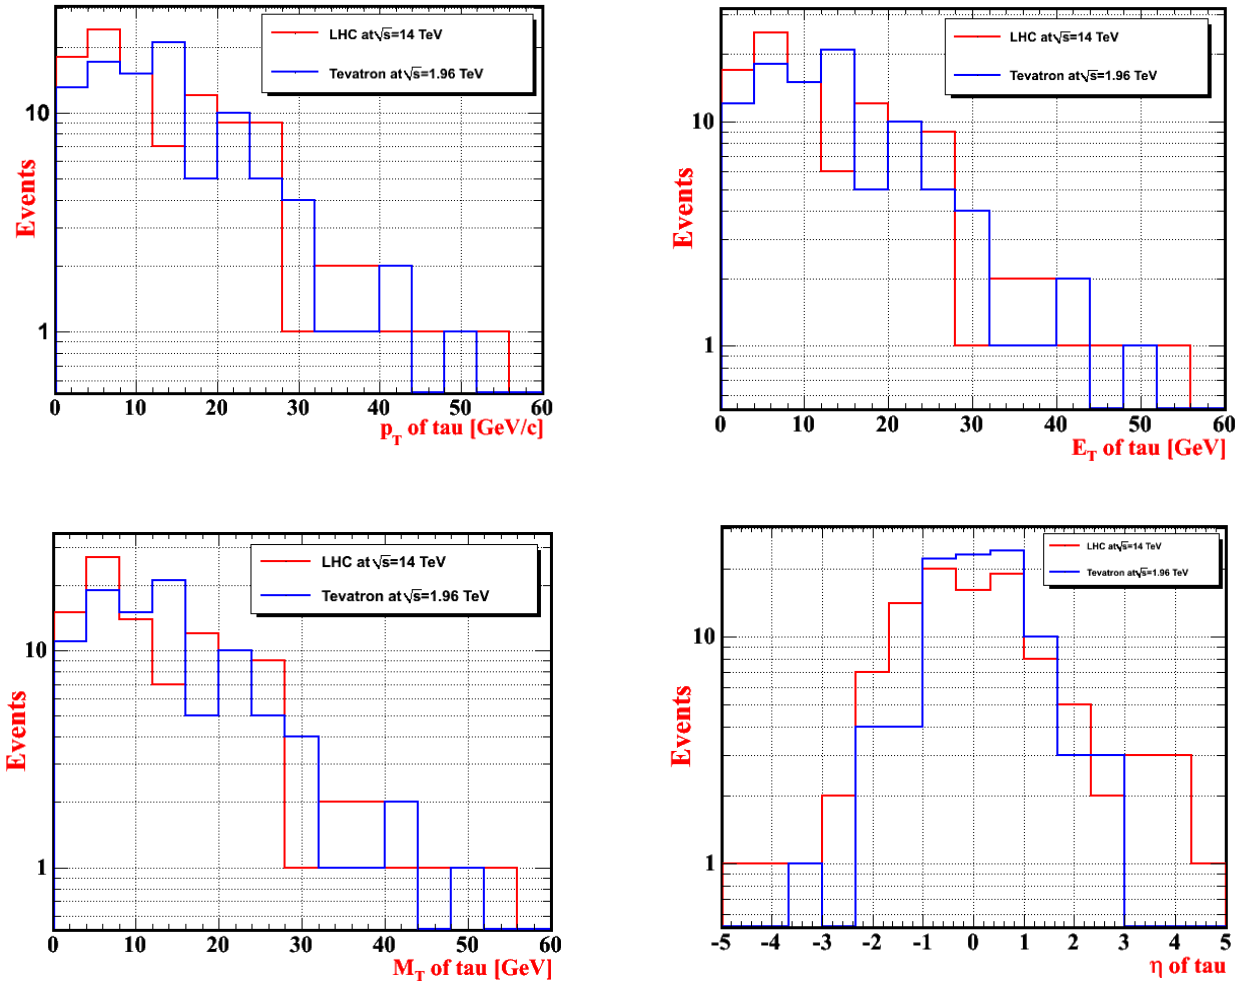 LHC at√s=14 TeV
Tevatron at√s=1.96 TeV
10
1
Events
0 10 20 30 40 50 60
pT of tau [GeV/c]
LHC at√s=14 TeV
Tevatron at√s=1.96 TeV
10
1
Events
0 10 20 30 40 50 60
ET of tau [GeV]
LHC at√s=14 TeV
Tevatron at√s=1.96 TeV
10
1
Events
0 10 20 30 40 50 60
MT of tau [GeV]
LHC at√s=14 TeV
Tevatron at√s=1.96 TeV
10
1
Events
-5 -4 -3 -2 -1 0 1 2 3 4 5
η of tau